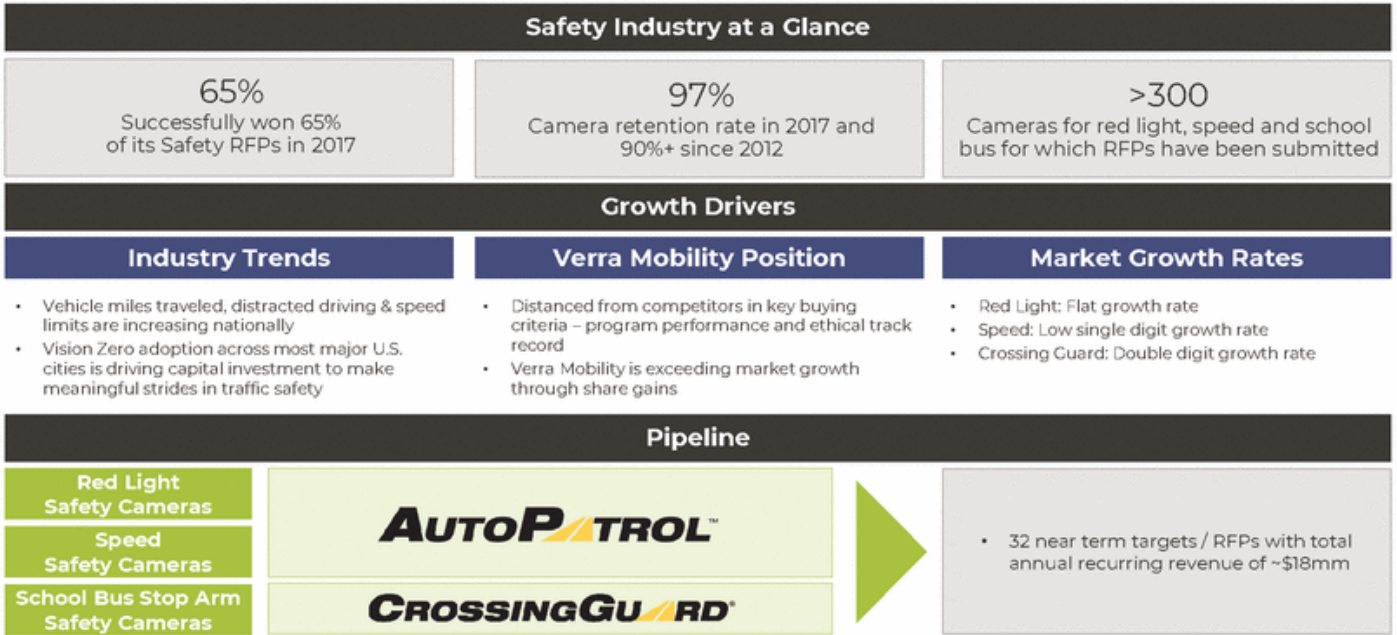 Safety Industry at a Glance
65%
Successfully won 65%
of its Safety RFPs in 2017
97%
Camera retention rate in 2017 and
90%+ since 2012
>300
Cameras for red light, speed and school
bus for which RFPs have been submitted
Growth Drivers
Industry Trends
• Vehicle miles traveled, distracted driving & speed
limits are increasing nationally
• Vision Zero adoption across most major U.S.
cities is driving capital investment to make
meaningful strides in traffic safety
Verra Mobility Position
• Distanced from competitors in key buying
criteria – program performance and ethical track
record
• Verra Mobility is exceeding market growth
through share gains
Market Growth Rates
• Red Light: Flat growth rate
• Speed: Low single digit growth rate
• Crossing Guard: Double digit growth rate
Pipeline
Red Light
Safety Cameras
Speed
Safety Cameras
School Bus Stop Arm
Safety Cameras
AUTOPATROL™
CROSSINGGUARD®
• 32 near term targets / RFPs with total
annual recurring revenue of ~$18mm